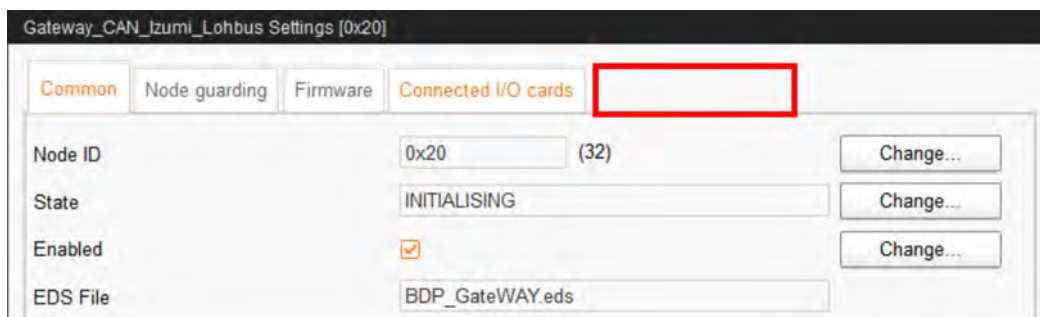 Gateway_CAN_Izumi_Lohbus Settings [0x20]
Common Node guarding Firmware Connected I/O cards
Node ID 0x20 (32) Change...
State INITIALISING Change...
Enabled Change...
EDS File BDP_GateWAY.eds